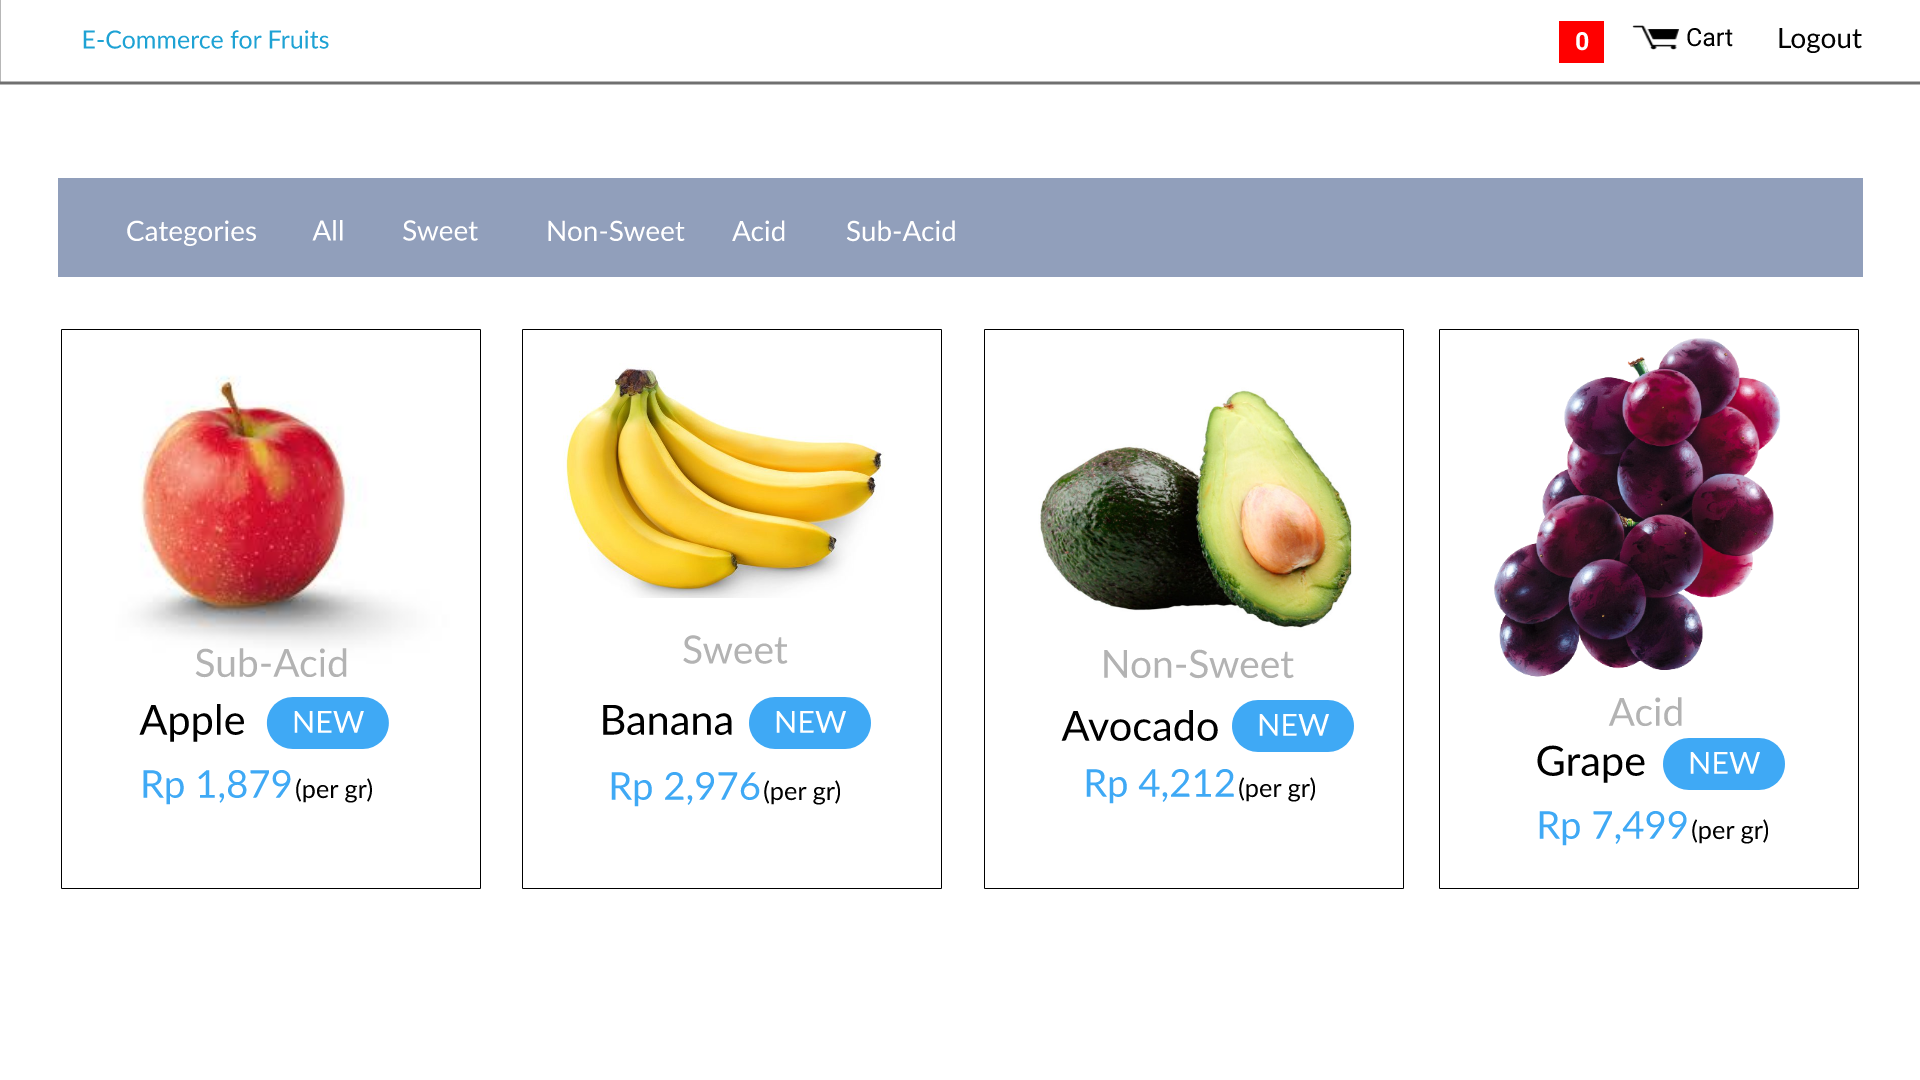 E-Commerce for Fruits
0 Cart Logout
Categories All Sweet Non-Sweet Acid Sub-Acid
Sub-Acid
Apple NEW
Rp 1,879(per gr)
Sweet
Banana NEW
Rp 2,976(per gr)
Non-Sweet
Avocado NEW
Rp 4,212(per gr)
Acid
Grape NEW
Rp 7,499(per gr)